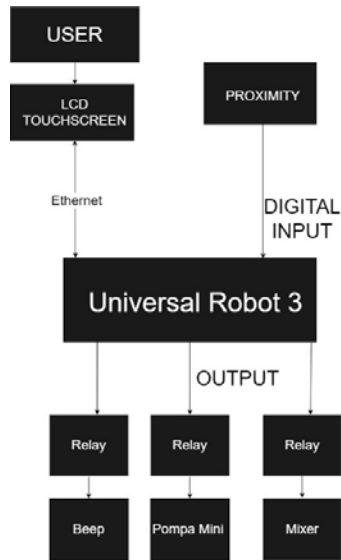 USER
LCD
TOUCHSCREEN
PROXIMITY
Ethernet
DIGITAL
INPUT
Universal Robot 3
OUTPUT
Relay
Relay
Relay
Beep
Pompa Mini
Mixer